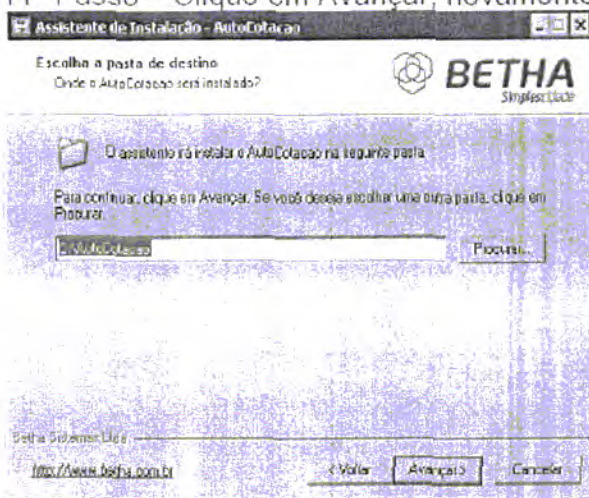 Passo - Clique em Avançar, novamente
Assistente de Instalação - AutoCotacao
Escolha a pasta de destino
Onde o AutoCotacao será instalado?
BETHA
Simplicidade
O assistente irá instalar o AutoCotacao na seguinte pasta.
Para continuar, clique em Avançar. Se você deseja escolher uma outra pasta, clique em
Procurar.
C:\AutoCotacao
Procurar...
Betha Sistemas Ltda
http://www.betha.com.br
< Voltar
Avançar >
Cancelar